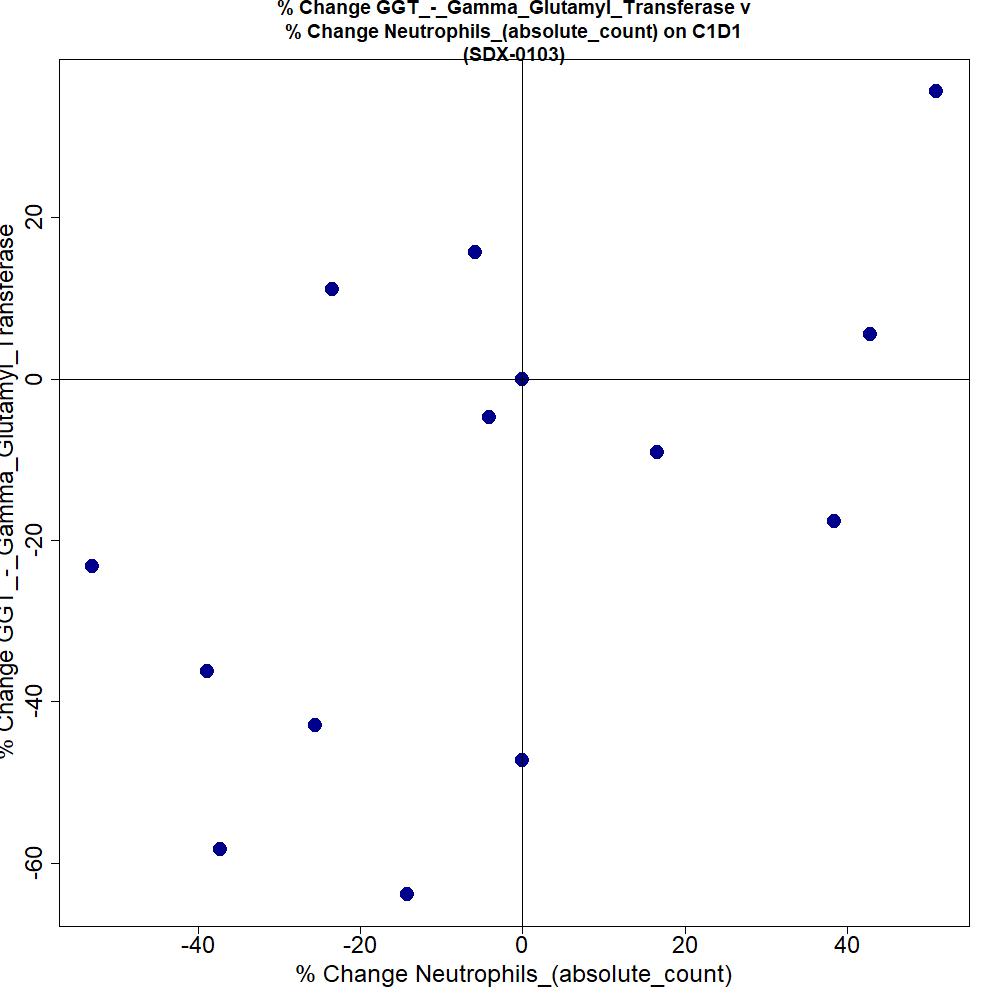 % Change GGT_-_Gamma_Glutamyl_Transferase v
% Change Neutrophils_(absolute_count) on C1D1
(SDX-0103)
% Change GGT_-_Gamma_Glutamyl_Transferase
20
0
-20
-40
-60
-40
-20
0
20
40
% Change Neutrophils_(absolute_count)